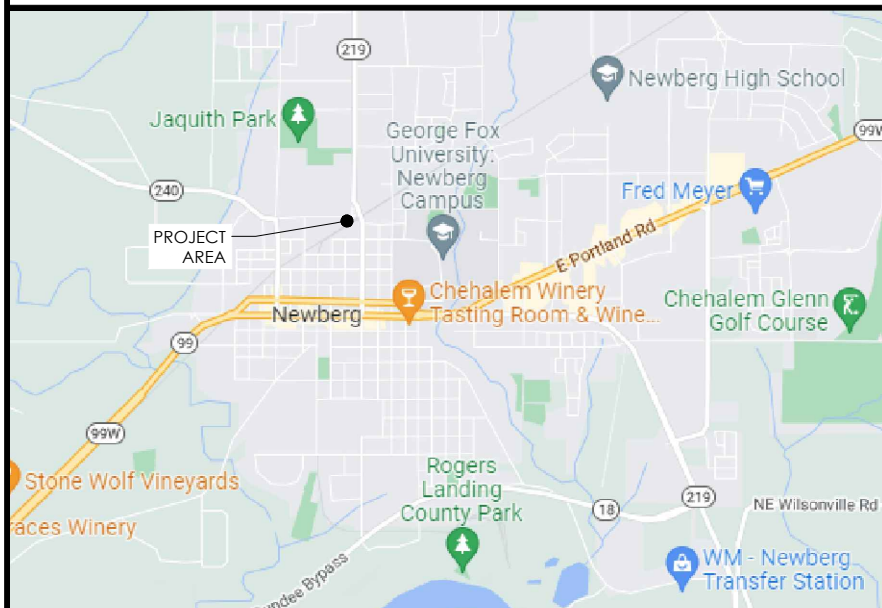 219
Newberg High School
Jaquith Park
George Fox
University:
Newberg
Campus
99W
240
Fred Meyer
PROJECT
AREA
E Portland Rd
Chehalem Winery
Tasting Room & Wine...
Chehalem Glenn
Golf Course
Newberg
99
99W
Stone Wolf Vineyards
Rogers
Landing
County Park
219
18
NE Wilsonville Rd
races Winery
WM - Newberg
Transfer Station
undee Bypass